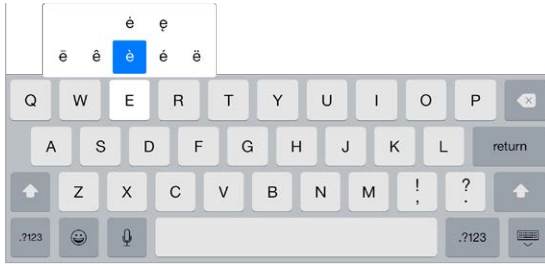 ė ę
ē ê è é ë
Q W E R T Y U I O P
A S D F G H J K L return
Z X C V B N M ! , ? .
.?123 .?123